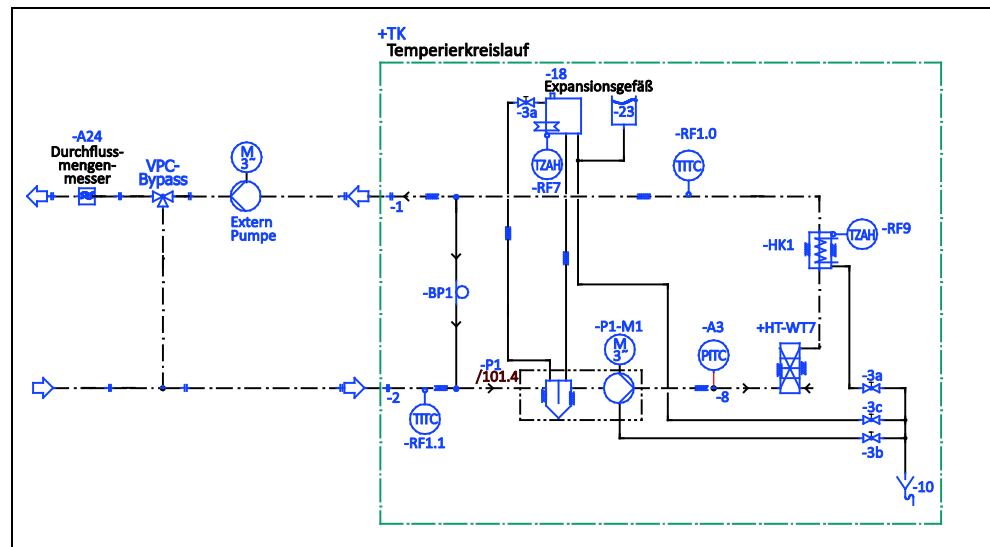 +TK
Temperierkreislauf
-18
Expansionsgefäß
-3a
-23
-A24
Durchfluss-
mengen-
messer
VPC-
Bypass
M
3~
Extern
Pumpe
TZAH
-RF7
-RF1.0
TITC
-1
-HK1
TZAH
-RF9
-BP1
-P1-M1
M
3~
-A3
PITC
+HT-WT7
-P1
/101.4
-2
-8
TITC
-RF1.1
-3a
-3c
-3b
-10